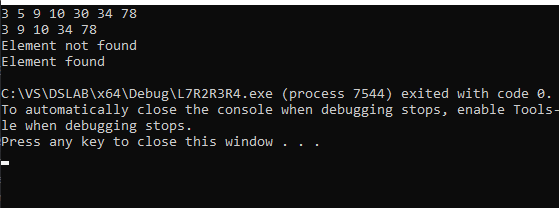 3 5 9 10 30 34 78
3 9 10 34 78
Element not found
Element found
C:\VS\DSLAB\x64\Debug\L7R2R3R4.exe (process 7544) exited with code 0.
To automatically close the console when debugging stops, enable Tools-
le when debugging stops.
Press any key to close this window . . .